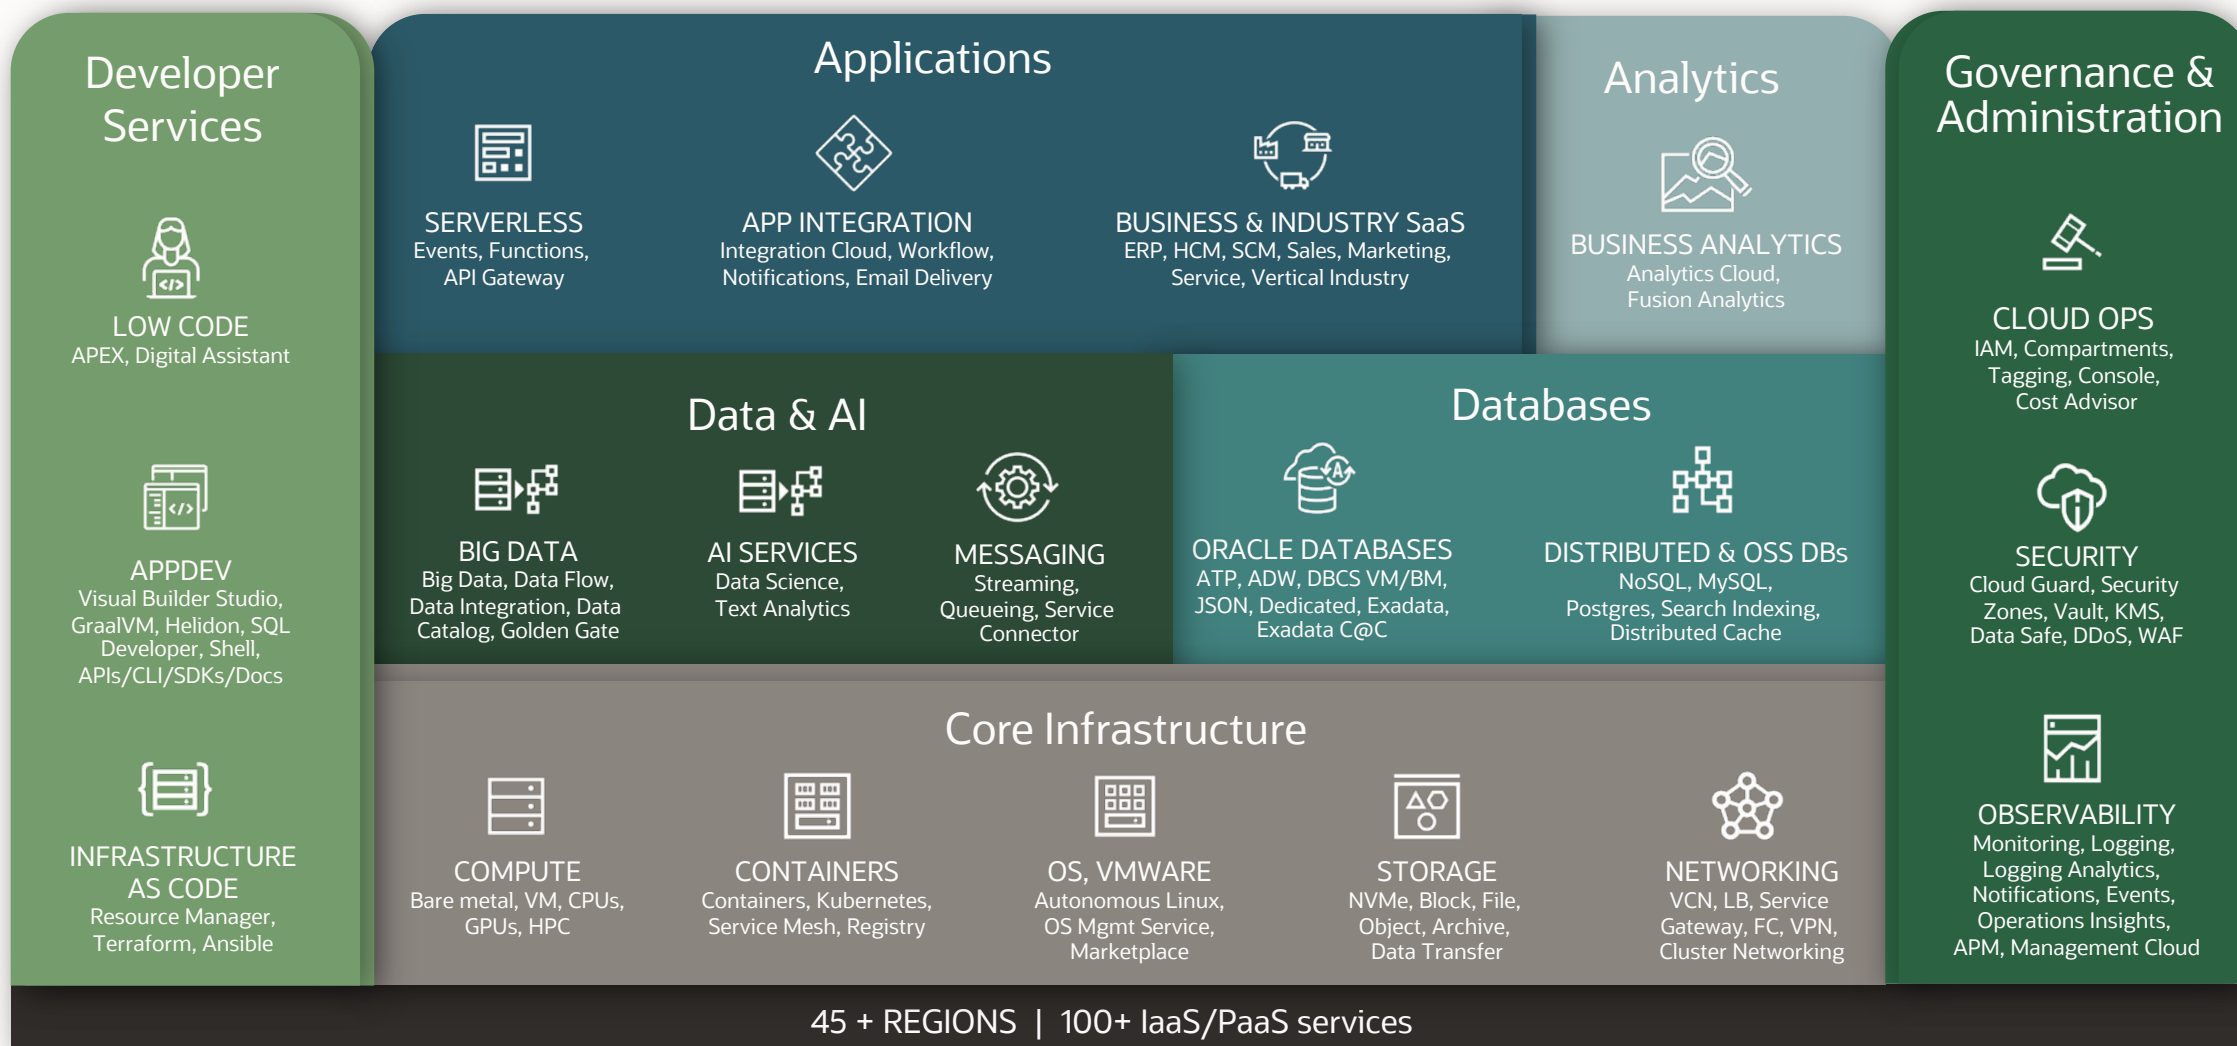 Developer
Services
LOW CODE
APEX, Digital Assistant
APPDEV
Visual Builder Studio,
GraalVM, Helidon, SQL
Developer, Shell,
APIs/CLI/SDKs/Docs
INFRASTRUCTURE
AS CODE
Resource Manager,
Terraform, Ansible
Applications
SERVERLESS
Events, Functions,
API Gateway
APP INTEGRATION
Integration Cloud, Workflow,
Notifications, Email Delivery
BUSINESS & INDUSTRY SaaS
ERP, HCM, SCM, Sales, Marketing,
Service, Vertical Industry
Analytics
BUSINESS ANALYTICS
Analytics Cloud,
Fusion Analytics
Data & AI
BIG DATA
Big Data, Data Flow,
Data Integration, Data
Catalog, Golden Gate
AI SERVICES
Data Science,
Text Analytics
MESSAGING
Streaming,
Queueing, Service
Connector
Databases
A
ORACLE DATABASES
ATP, ADW, DBCS VM/BM,
JSON, Dedicated, Exadata,
Exadata C@C
DISTRIBUTED & OSS DBs
NoSQL, MySQL,
Postgres, Search Indexing,
Distributed Cache
Core Infrastructure
COMPUTE
Bare metal, VM, CPUs,
GPUs, HPC
CONTAINERS
Containers, Kubernetes,
Service Mesh, Registry
OS, VMWARE
Autonomous Linux,
OS Mgmt Service,
Marketplace
STORAGE
NVMe, Block, File,
Object, Archive,
Data Transfer
NETWORKING
VCN, LB, Service
Gateway, FC, VPN,
Cluster Networking
Governance &
Administration
CLOUD OPS
IAM, Compartments,
Tagging, Console,
Cost Advisor
SECURITY
Cloud Guard, Security
Zones, Vault, KMS,
Data Safe, DDoS, WAF
OBSERVABILITY
Monitoring, Logging,
Logging Analytics,
Notifications, Events,
Operations Insights,
APM, Management Cloud
45 + REGIONS | 100+ IaaS/PaaS services